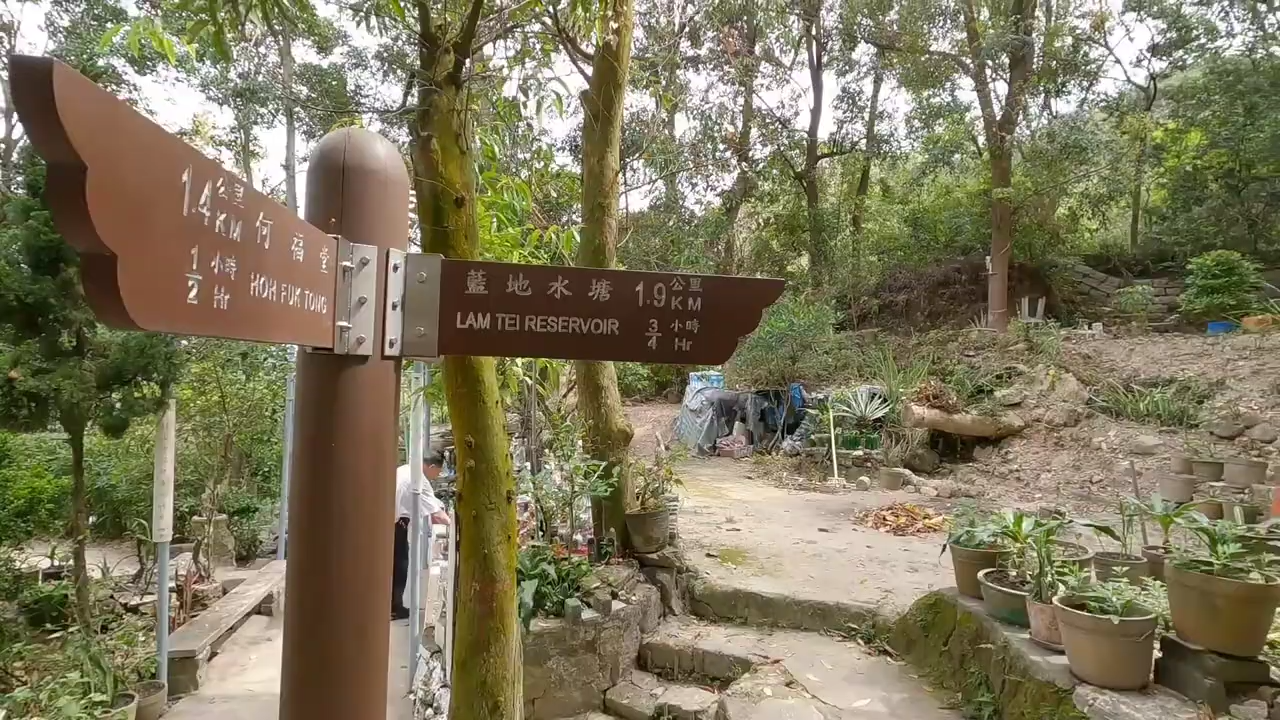 1.4 公里 KM
何福堂
1/2 小時 Hr
HOH FUK TONG
藍地水塘
LAM TEI RESERVOIR
1.9 公里 KM
3/4 小時 Hr